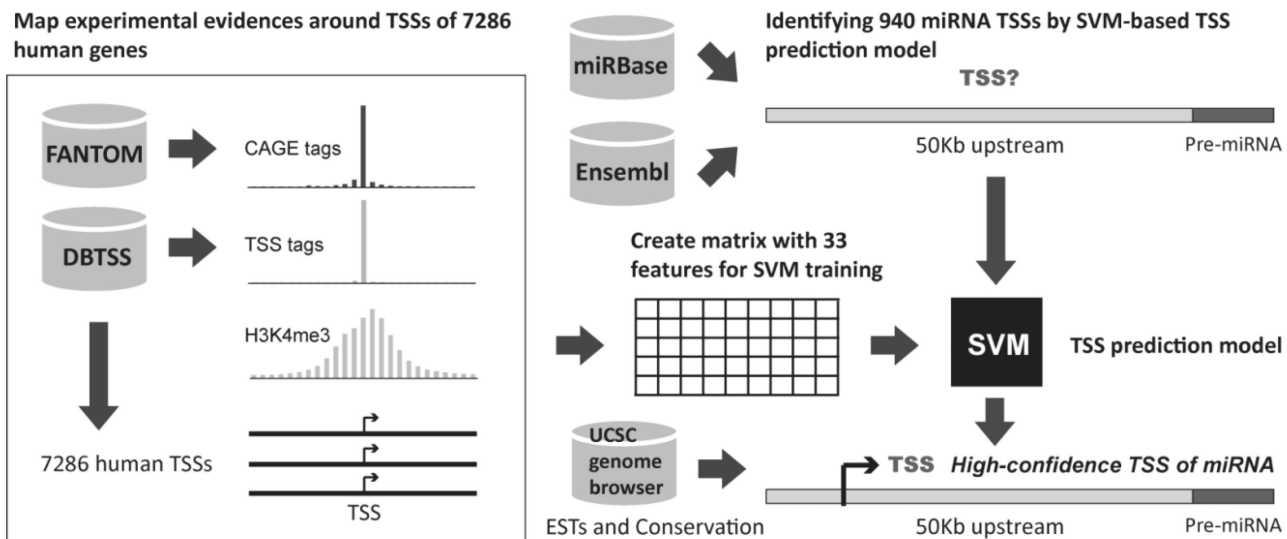 Map experimental evidences around TSSs of 7286
human genes
FANTOM
CAGE tags
DBTSS
TSS tags
H3K4me3
7286 human TSSs
TSS
miRBase
Ensembl
Identifying 940 miRNA TSSs by SVM-based TSS
prediction model
TSS?
50Kb upstream
Pre-miRNA
Create matrix with 33
features for SVM training
SVM
TSS prediction model
UCSC
genome
browser
ESTs and Conservation
TSS High-confidence TSS of miRNA
50Kb upstream
Pre-miRNA